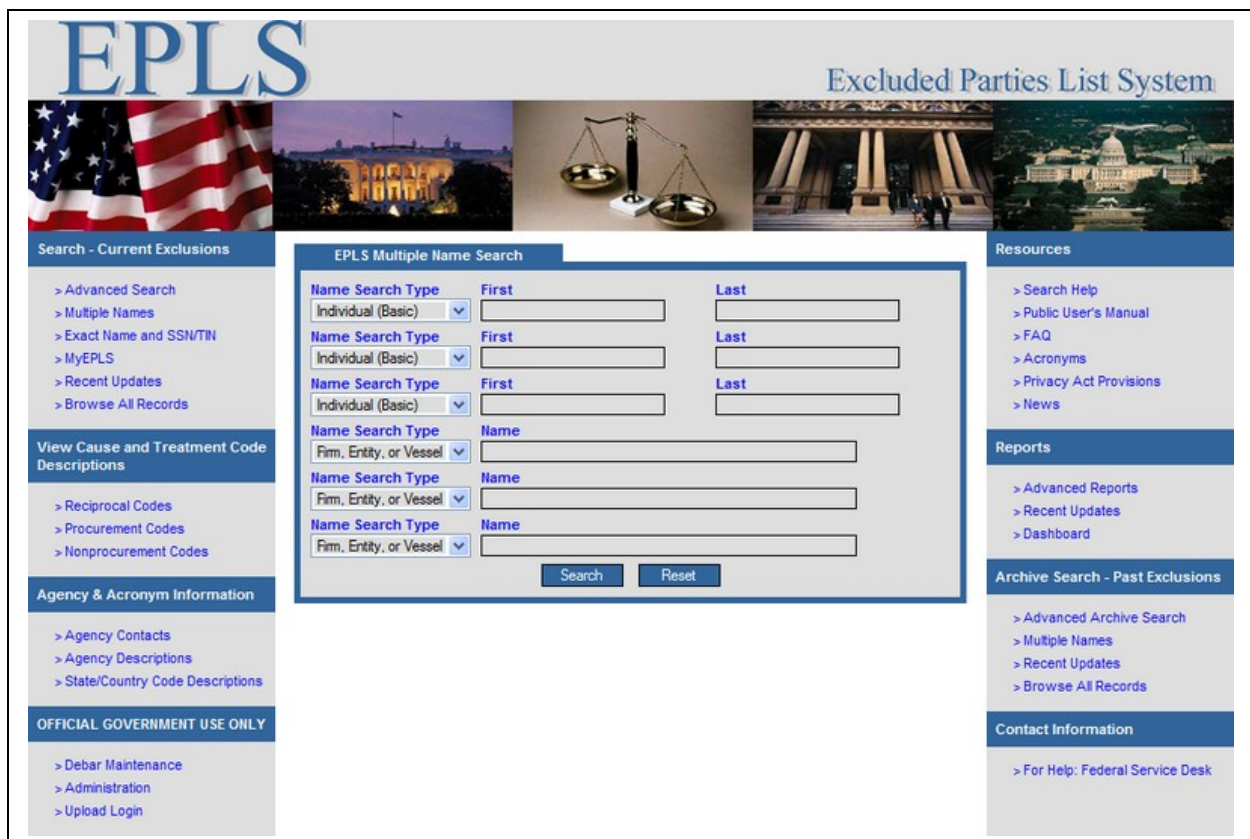 EPLS
Excluded Parties List System
Search - Current Exclusions
> Advanced Search
> Multiple Names
> Exact Name and SSN/TIN
> MyEPLS
> Recent Updates
> Browse All Records
View Cause and Treatment Code
Descriptions
> Reciprocal Codes
> Procurement Codes
> Nonprocurement Codes
Agency & Acronym Information
> Agency Contacts
> Agency Descriptions
> State/Country Code Descriptions
OFFICIAL GOVERNMENT USE ONLY
> Debar Maintenance
> Administration
> Upload Login
EPLS Multiple Name Search
Name Search Type First Last
Individual (Basic)
Name Search Type First Last
Individual (Basic)
Name Search Type First Last
Individual (Basic)
Name Search Type Name
Firm, Entity, or Vessel
Name Search Type Name
Firm, Entity, or Vessel
Name Search Type Name
Firm, Entity, or Vessel
Search Reset
Resources
> Search Help
> Public User's Manual
> FAQ
> Acronyms
> Privacy Act Provisions
> News
Reports
> Advanced Reports
> Recent Updates
> Dashboard
Archive Search - Past Exclusions
> Advanced Archive Search
> Multiple Names
> Recent Updates
> Browse All Records
Contact Information
> For Help: Federal Service Desk